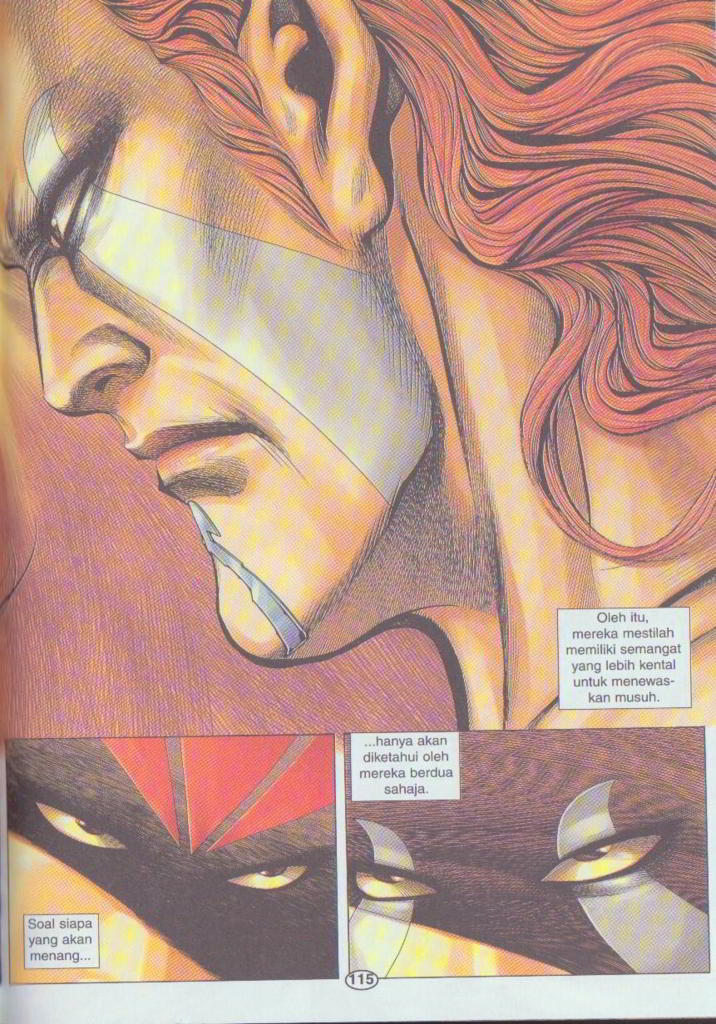 Oleh itu,
mereka mestilah
memiliki semangat
yang lebih kental
untuk menewas-
kan musuh.
Soal siapa
yang akan
menang...
...hanya akan
diketahui oleh
mereka berdua
sahaja.
115